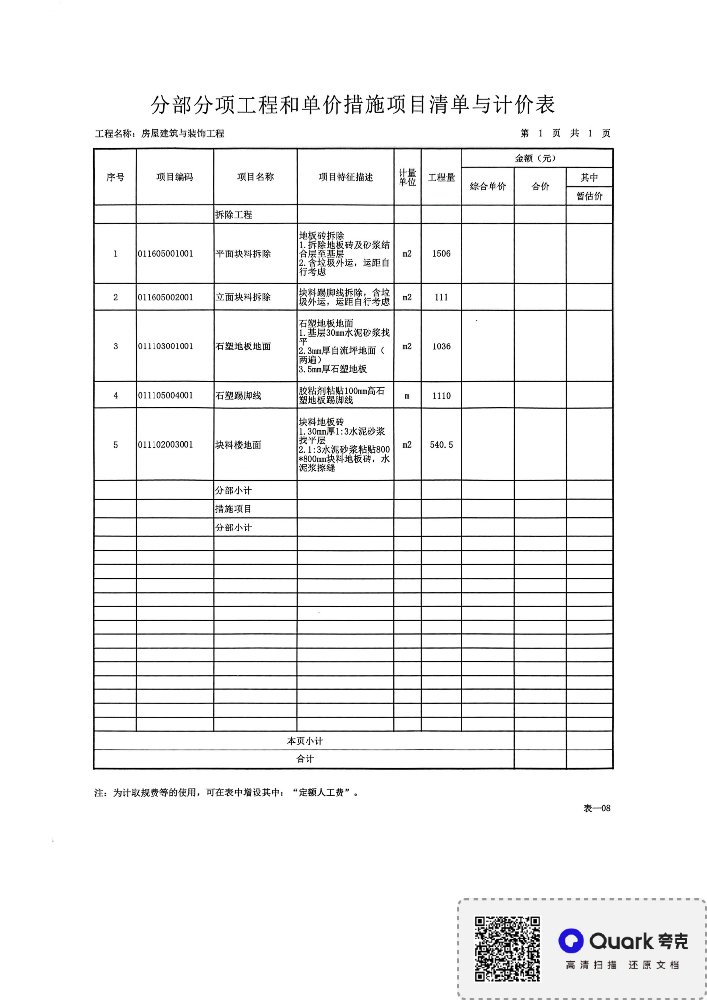 分部分项工程和单价措施项目清单与计价表
工程名称：房屋建筑与装饰工程
第 1 页 共 1 页
序号
项目编码
项目名称
项目特征描述
计量
单位
工程量
金额（元）
综合单价
合价
其中
暂估价
拆除工程
1
011605001001
平面块料拆除
地板砖拆除
1.拆除地板砖及砂浆结
合层至基层
2.含垃圾外运，运距自
行考虑
m2
1506
2
011605002001
立面块料拆除
块料踢脚线拆除，含垃
圾外运，运距自行考虑
m2
111
3
011103001001
石塑地板地面
石塑地板地面
1.基层30mm水泥砂浆找
平
2.3mm厚自流坪地面（
两遍）
3.5mm厚石塑地板
m2
1036
4
011105004001
石塑踢脚线
胶粘剂粘贴100mm高石
塑地板踢脚线
m
1110
5
011102003001
块料楼地面
块料地板砖
1.30mm厚1:3水泥砂浆
找平层
2.1:3水泥砂浆粘贴800
*800mm块料地板砖，水
泥浆擦缝
m2
540.5
分部小计
措施项目
分部小计
本页小计
合计
注：为计取规费等的使用，可在表中增设其中：“定额人工费”。
表—08
Quark 夸克
高清扫描 还原文档